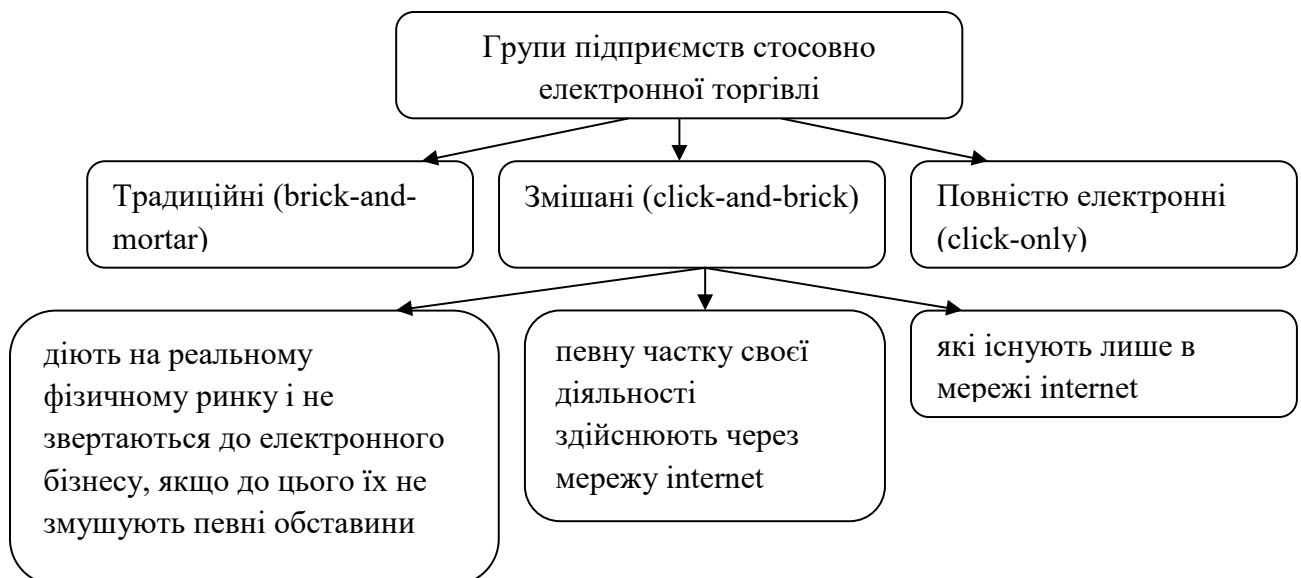 Групи підприємств стосовно
електронної торгівлі
Традиційні (brick-and-
mortar)
Змішані (click-and-brick)
Повністю електронні
(click-only)
діють на реальному
фізичному ринку і не
звертаються до електронного
бізнесу, якщо до цього їх не
змушують певні обставини
певну частку своєї
діяльності
здійснюють через
мережу internet
які існують лише в
мережі internet